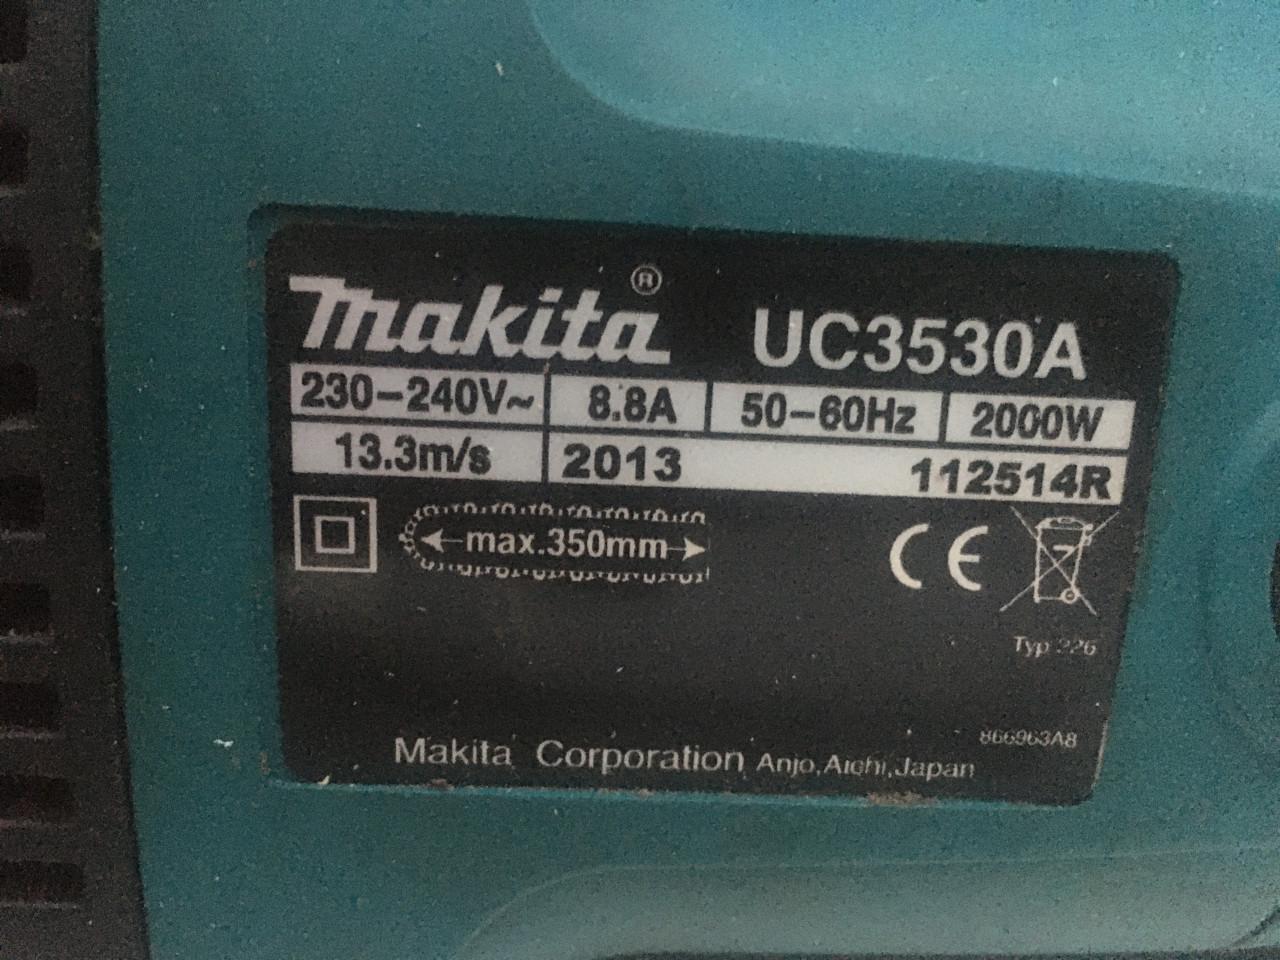 makita® UC3530A
230-240V~ 8.8A 50-60Hz 2000W
13.3m/s 2013 112514R
max.350mm CE
Typ 226
866963A8
Makita Corporation Anjo,Aichi,Japan